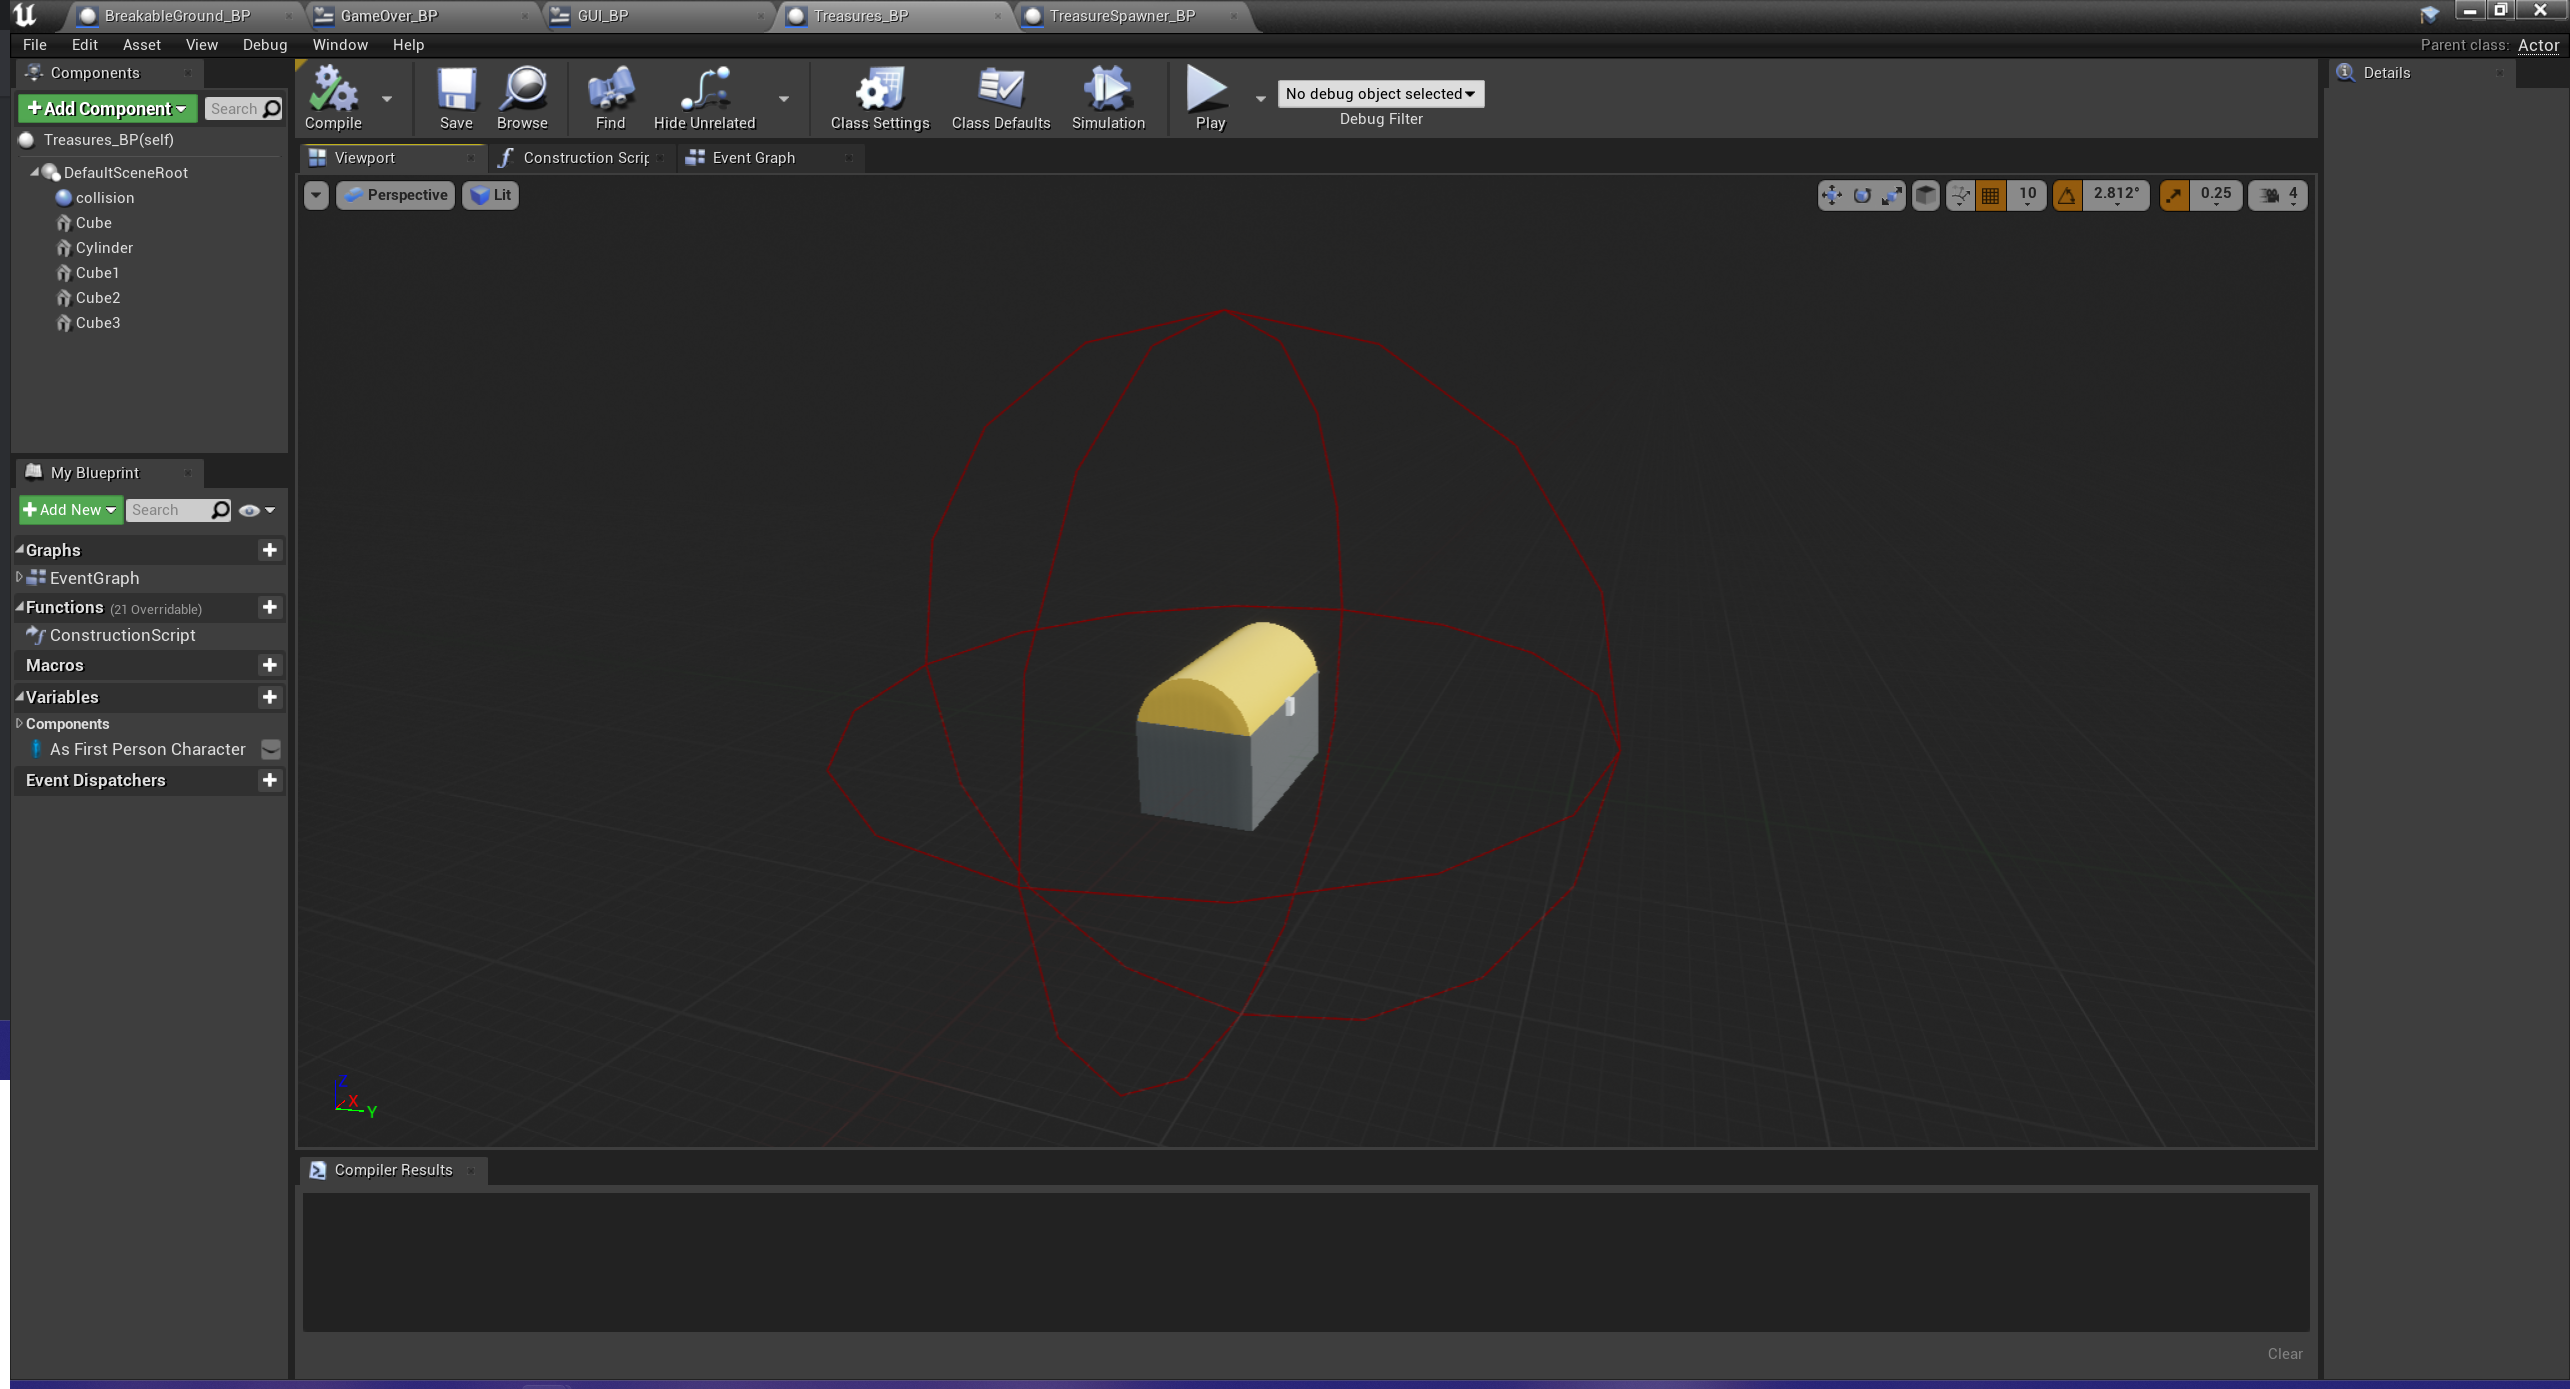 BreakableGround_BP
GameOver_BP
GUI_BP
Treasures_BP
TreasureSpawner_BP
File Edit Asset View Debug Window Help
Parent class: Actor
Components
+Add Component
Search
Treasures_BP(self)
DefaultSceneRoot
collision
Cube
Cylinder
Cube1
Cube2
Cube3
My Blueprint
+Add New
Search
Graphs
EventGraph
Functions (21 Overridable)
ConstructionScript
Macros
Variables
Components
As First Person Character
Event Dispatchers
Compile
Save
Browse
Find
Hide Unrelated
Class Settings
Class Defaults
Simulation
Play
No debug object selected
Debug Filter
Viewport
Construction Scrip
Event Graph
Perspective
Lit
10
2.812°
0.25
4
Z
X
Y
Compiler Results
Clear
Details